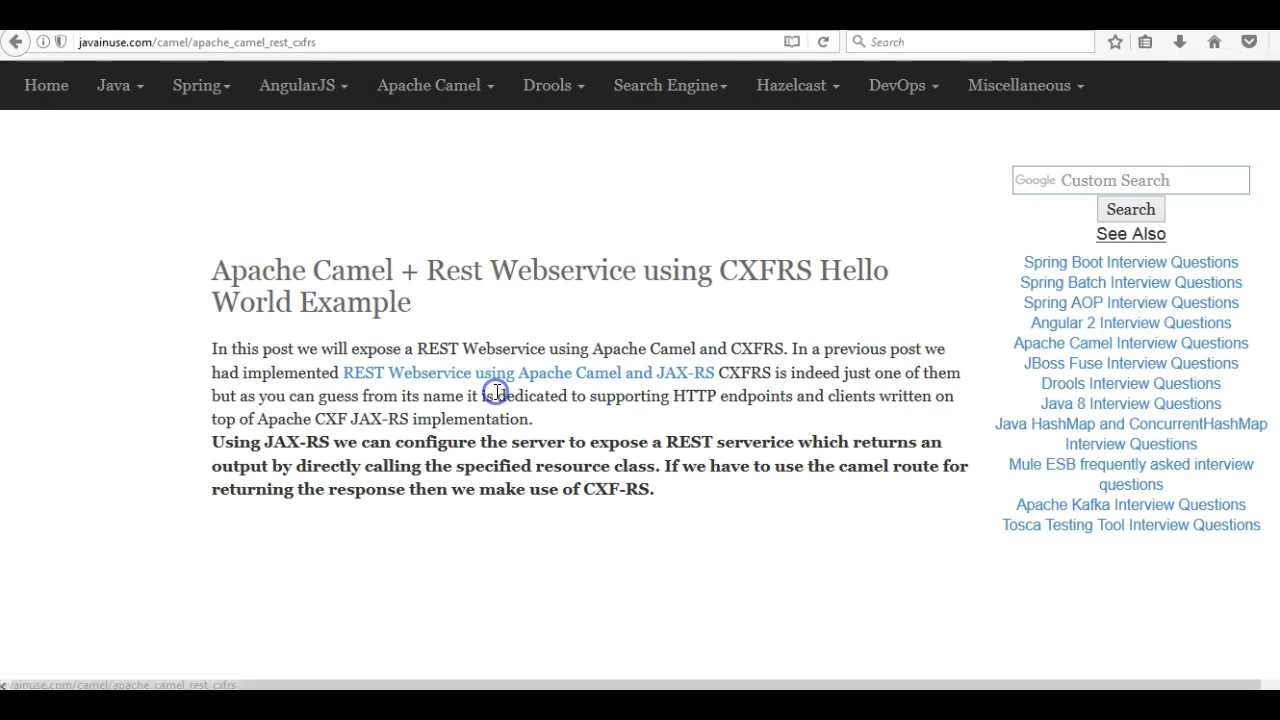 javainuse.com/camel/apache_camel_rest_cxfrs
Search
Home Java Spring AngularJS Apache Camel Drools Search Engine Hazelcast DevOps Miscellaneous
Google Custom Search
Search
See Also
Spring Boot Interview Questions
Spring Batch Interview Questions
Spring AOP Interview Questions
Angular 2 Interview Questions
Apache Camel Interview Questions
JBoss Fuse Interview Questions
Drools Interview Questions
Java 8 Interview Questions
Java HashMap and ConcurrentHashMap
Interview Questions
Mule ESB frequently asked interview
questions
Apache Kafka Interview Questions
Tosca Testing Tool Interview Questions
Apache Camel + Rest Webservice using CXFRS Hello
World Example
In this post we will expose a REST Webservice using Apache Camel and CXFRS. In a previous post we
had implemented REST Webservice using Apache Camel and JAX-RS CXFRS is indeed just one of them
but as you can guess from its name it is dedicated to supporting HTTP endpoints and clients written on
top of Apache CXF JAX-RS implementation.
Using JAX-RS we can configure the server to expose a REST serverice which returns an
output by directly calling the specified resource class. If we have to use the camel route for
returning the response then we make use of CXF-RS.
javainuse.com/camel/apache_camel_rest_cxfrs